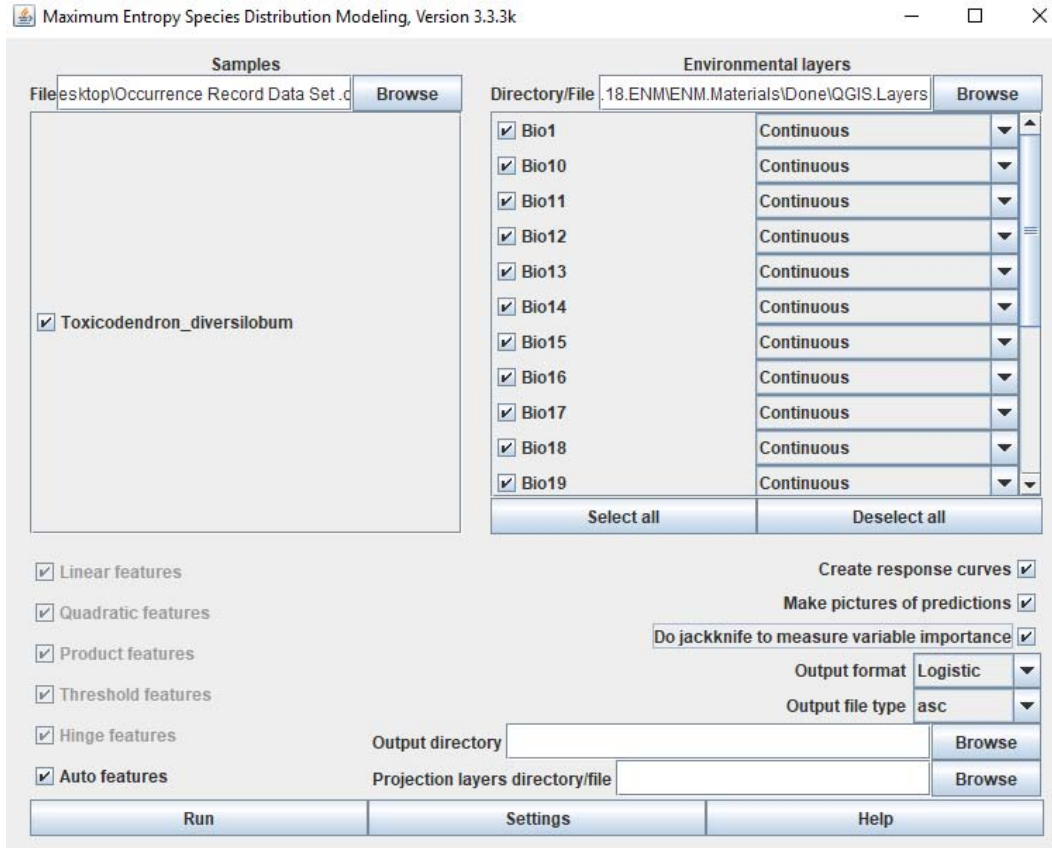 Maximum Entropy Species Distribution Modeling, Version 3.3.3k
Samples
File esktop\Occurrence Record Data Set .c Browse
Toxicodendron_diversilobum
Environmental layers
Directory/File .18.ENM\ENM.Materials\Done\QGIS.Layers Browse
Bio1 Continuous
Bio10 Continuous
Bio11 Continuous
Bio12 Continuous
Bio13 Continuous
Bio14 Continuous
Bio15 Continuous
Bio16 Continuous
Bio17 Continuous
Bio18 Continuous
Bio19 Continuous
Select all Deselect all
Linear features
Quadratic features
Product features
Threshold features
Hinge features
Auto features
Create response curves
Make pictures of predictions
Do jackknife to measure variable importance
Output format Logistic
Output file type asc
Output directory Browse
Projection layers directory/file Browse
Run Settings Help